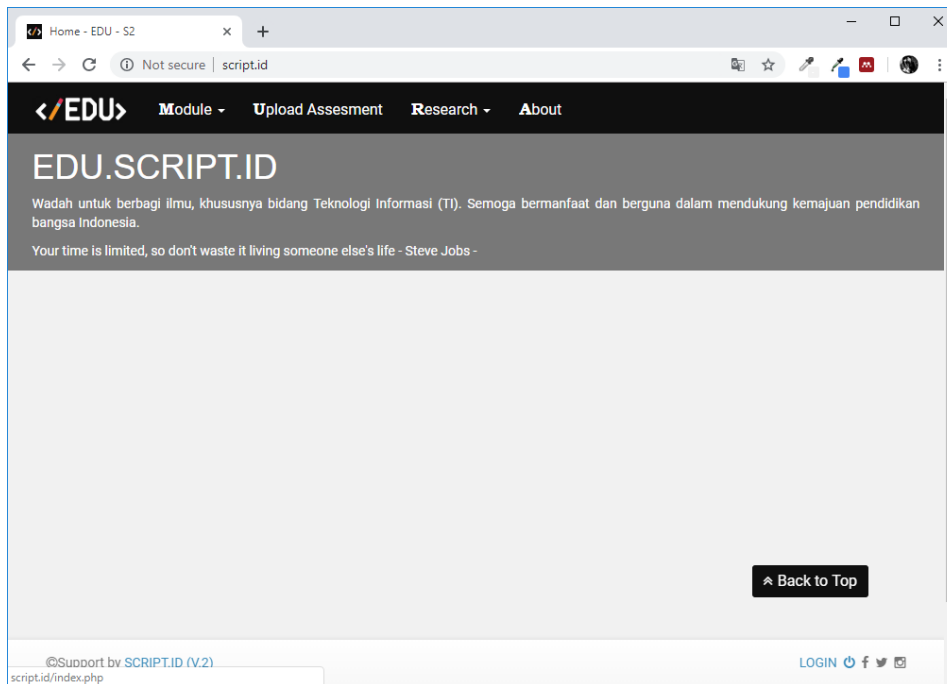 Home - EDU - S2
Not secure | script.id
</EDU> Module Upload Assesment Research About
EDU.SCRIPT.ID
Wadah untuk berbagi ilmu, khususnya bidang Teknologi Informasi (TI). Semoga bermanfaat dan berguna dalam mendukung kemajuan pendidikan
bangsa Indonesia.
Your time is limited, so don't waste it living someone else's life - Steve Jobs -
Back to Top
©Support by SCRIPT.ID (V.2) LOGIN
script.id/index.php